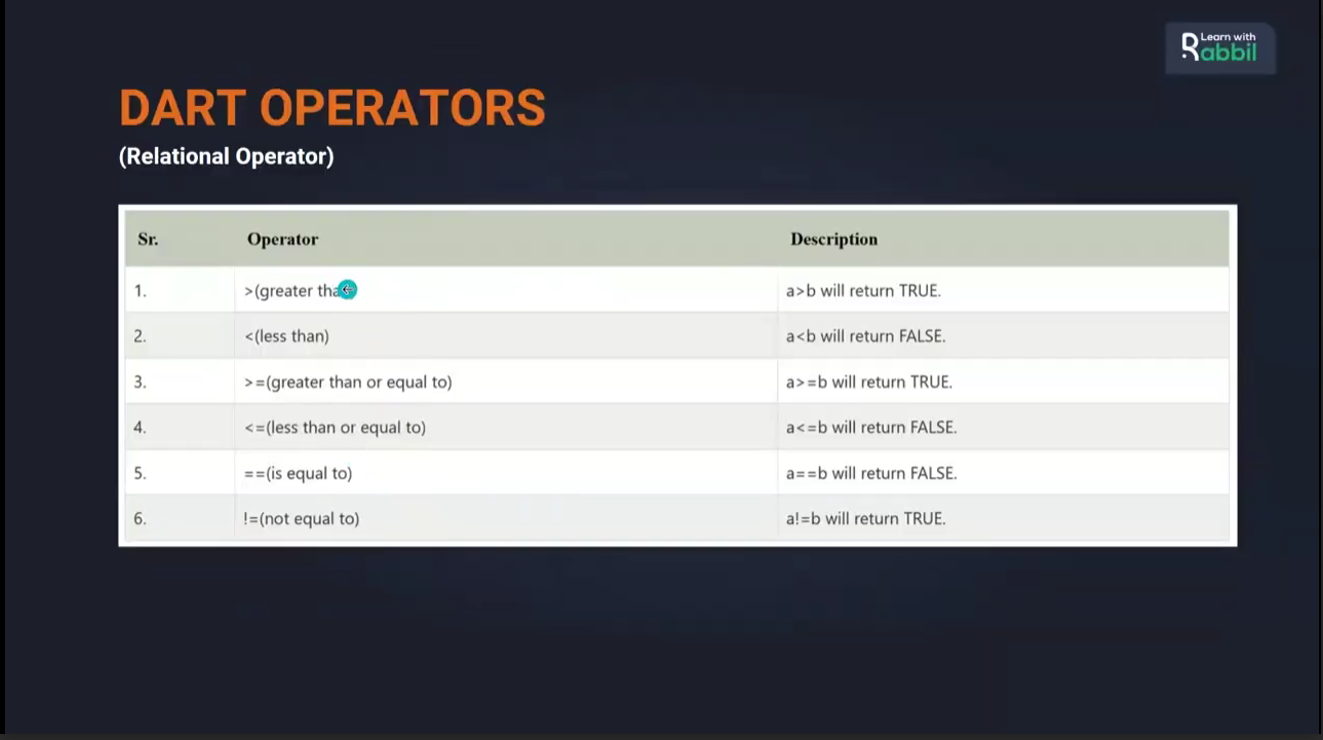 Learn with
Rabbil
DART OPERATORS
(Relational Operator)
Sr. Operator Description
1. >(greater tha a>b will return TRUE.
2. <(less than) a<b will return FALSE.
3. >=(greater than or equal to) a>=b will return TRUE.
4. <=(less than or equal to) a<=b will return FALSE.
5. ==(is equal to) a==b will return FALSE.
6. !=(not equal to) a!=b will return TRUE.